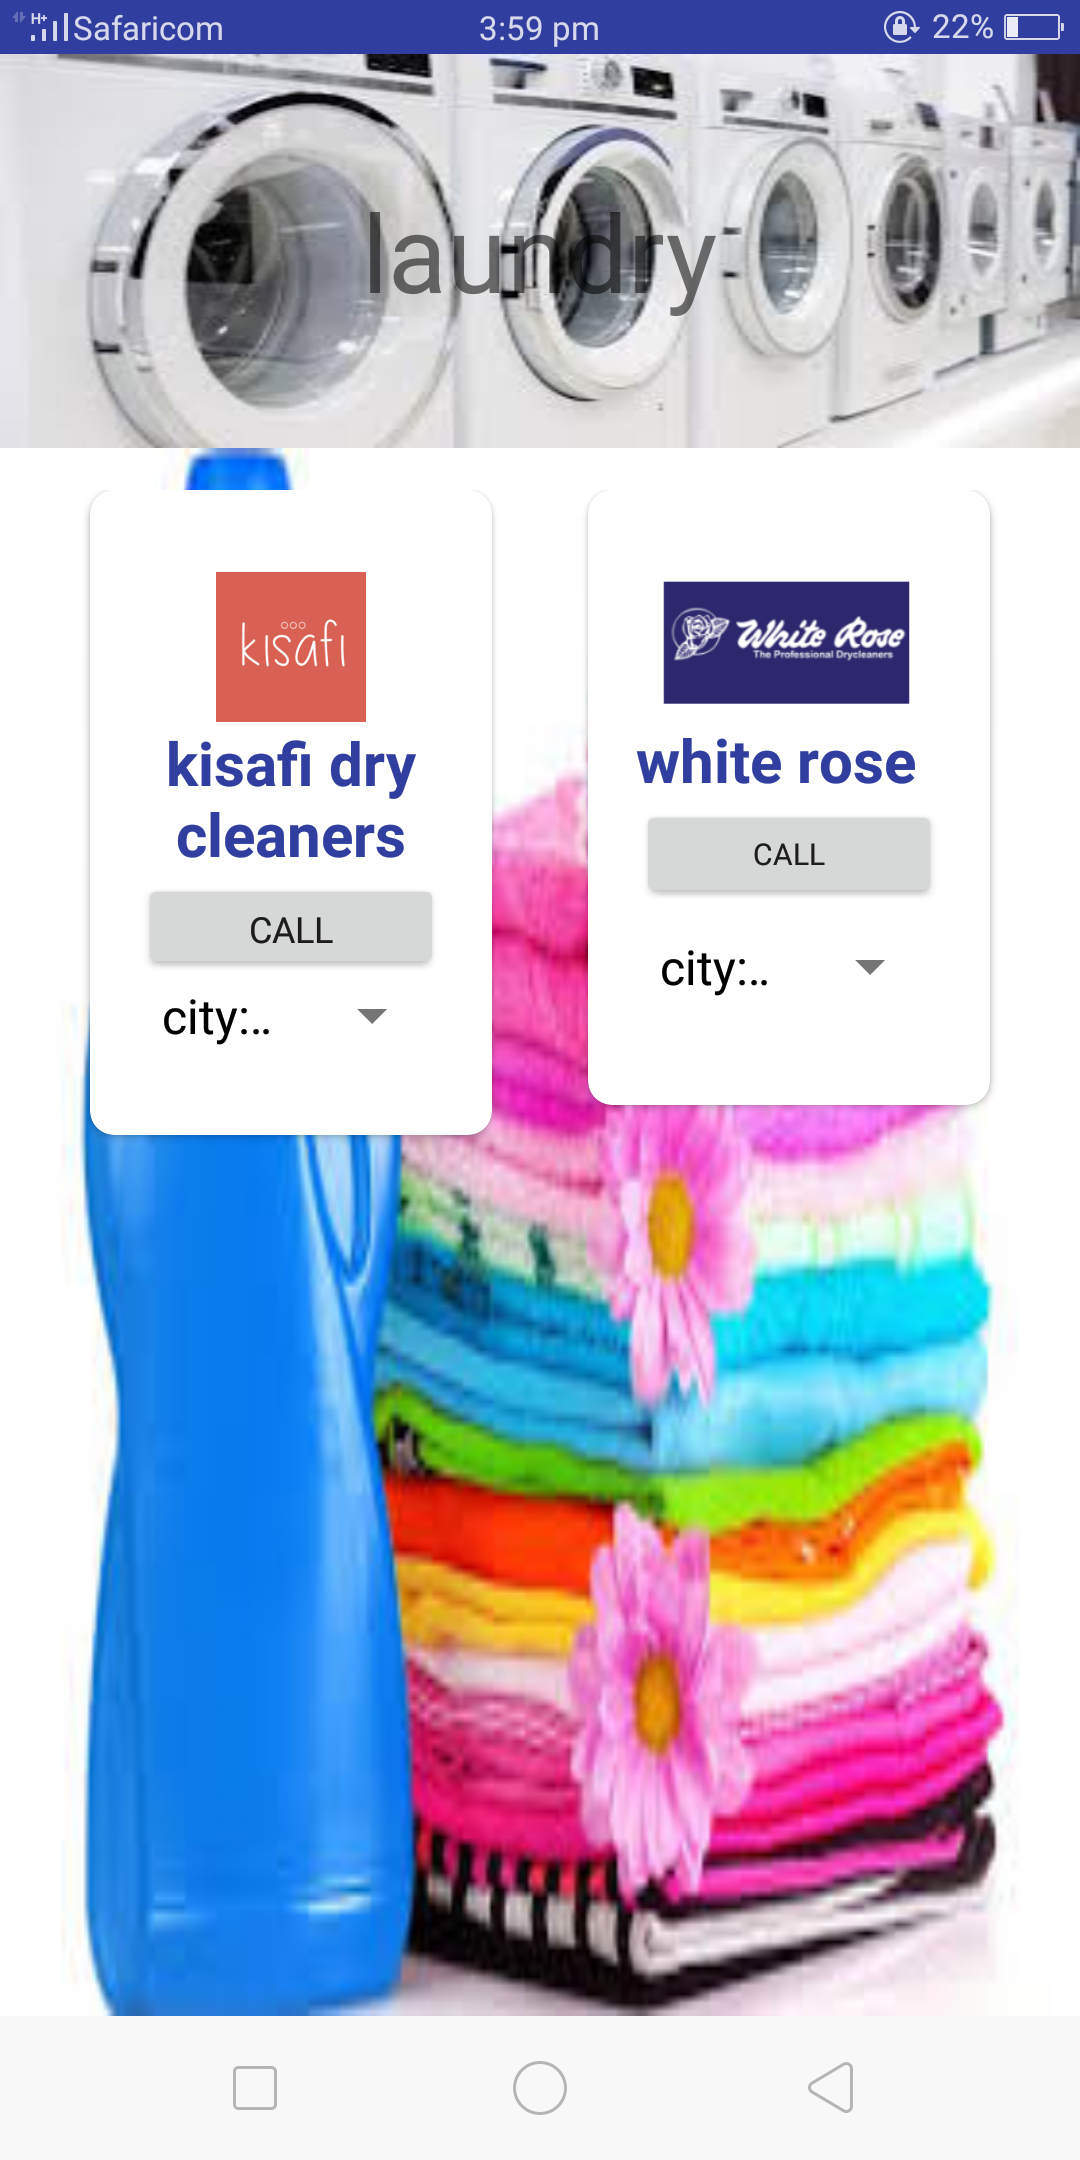 H+ Safaricom 3:59 pm 22%
laundry
kisafi
kisafi dry
cleaners
CALL
city:..
White Rose
The Professional Drycleaners
white rose
CALL
city:..